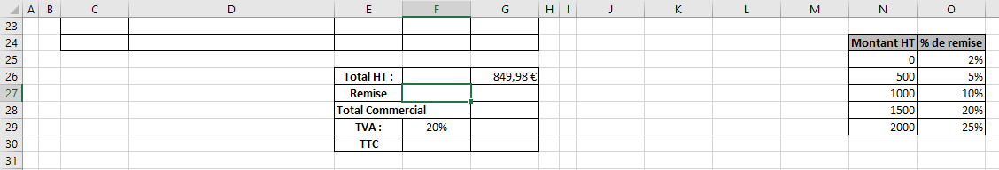 A B C D E F G H I J K L M N O
23
24 Montant HT % de remise
25 0 2%
26 Total HT : 849,98 € 500 5%
27 Remise 1000 10%
28 Total Commercial 1500 20%
29 TVA : 20% 2000 25%
30 TTC
31